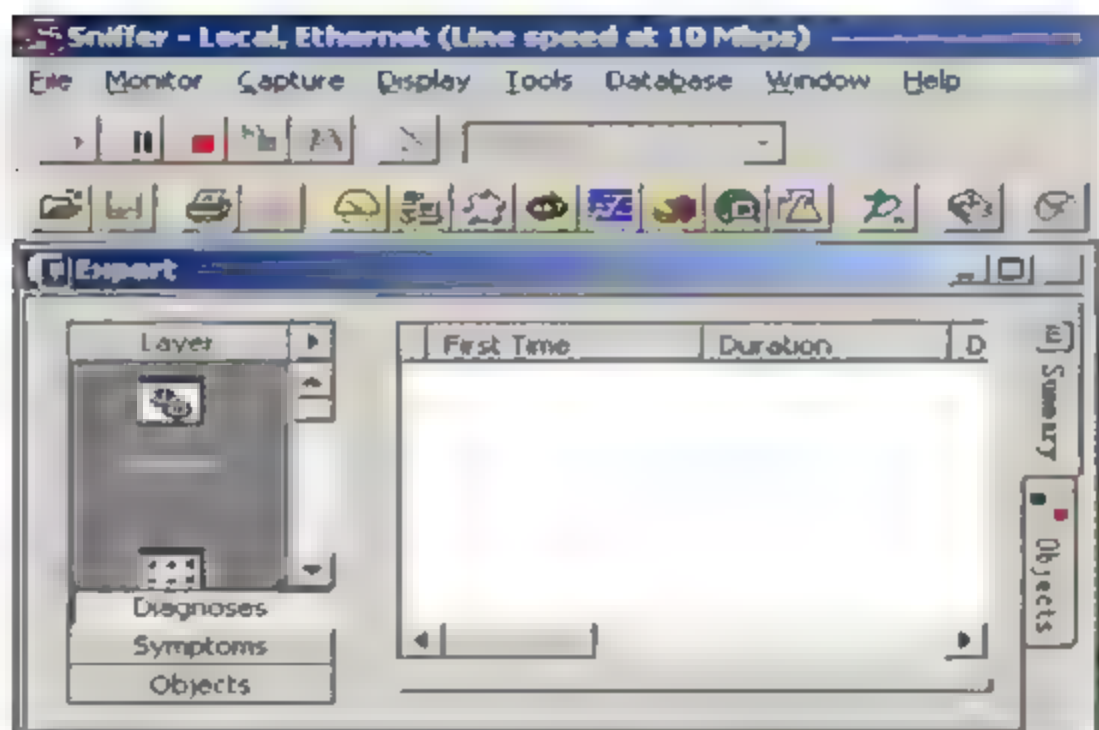 Sniffer - Local, Ethernet (Line speed at 10 Mbps)
File Monitor Capture Display Tools Database Window Help
Expert
Layer First Time Duration D
Summary
Objects
Diagnoses
Symptoms
Objects